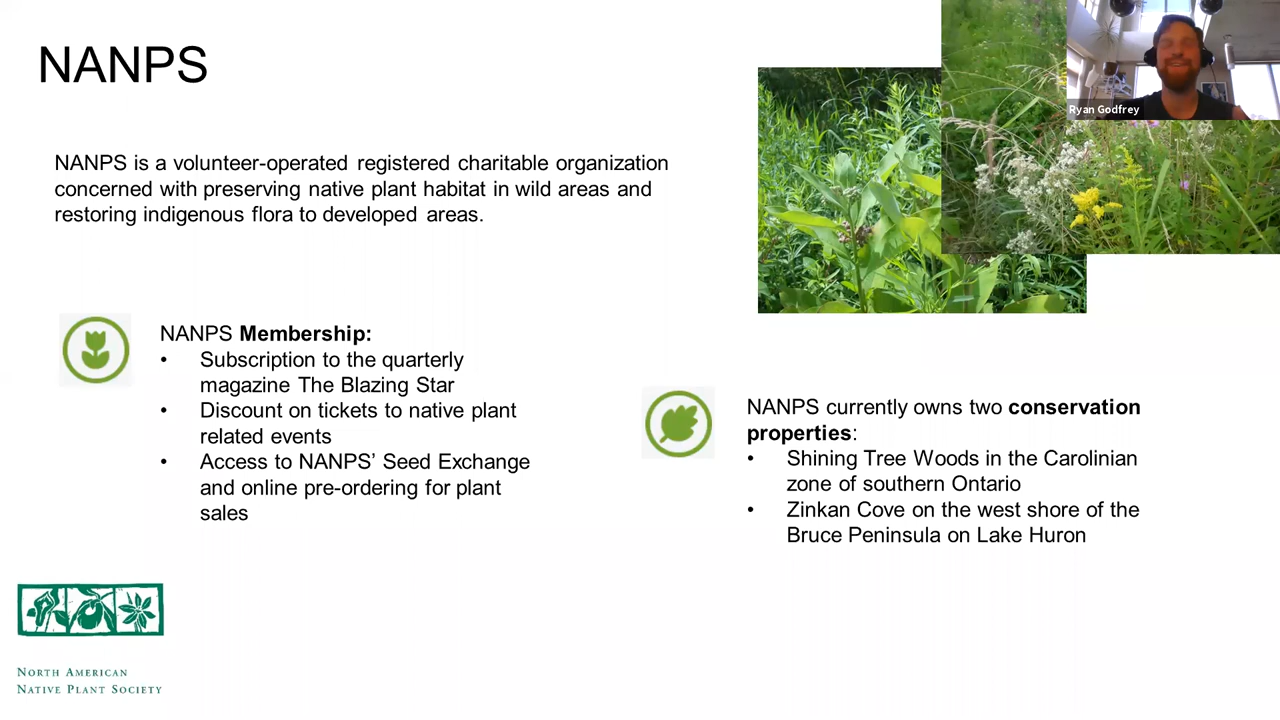 NANPS
Ryan Godfrey
NANPS is a volunteer-operated registered charitable organization
concerned with preserving native plant habitat in wild areas and
restoring indigenous flora to developed areas.
NANPS Membership:
• Subscription to the quarterly
magazine The Blazing Star
• Discount on tickets to native plant
related events
• Access to NANPS’ Seed Exchange
and online pre-ordering for plant
sales
NANPS currently owns two conservation
properties:
• Shining Tree Woods in the Carolinian
zone of southern Ontario
• Zinkan Cove on the west shore of the
Bruce Peninsula on Lake Huron
NORTH AMERICAN
NATIVE PLANT SOCIETY